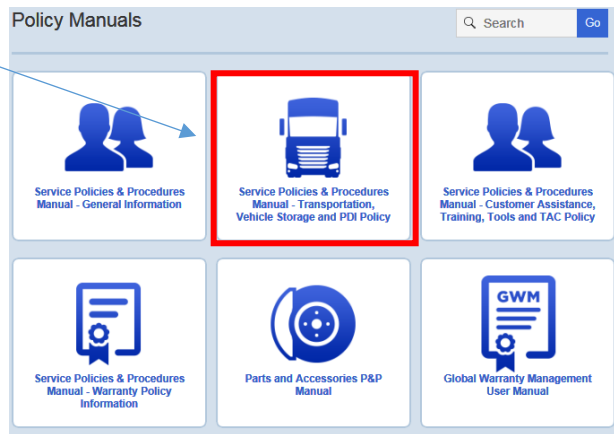 Policy Manuals
Search
Go
Service Policies & Procedures
Manual - General Information
Service Policies & Procedures
Manual - Transportation,
Vehicle Storage and PDI Policy
Service Policies & Procedures
Manual - Customer Assistance,
Training, Tools and TAC Policy
GWM
Service Policies & Procedures
Manual - Warranty Policy
Information
Parts and Accessories P&P
Manual
Global Warranty Management
User Manual